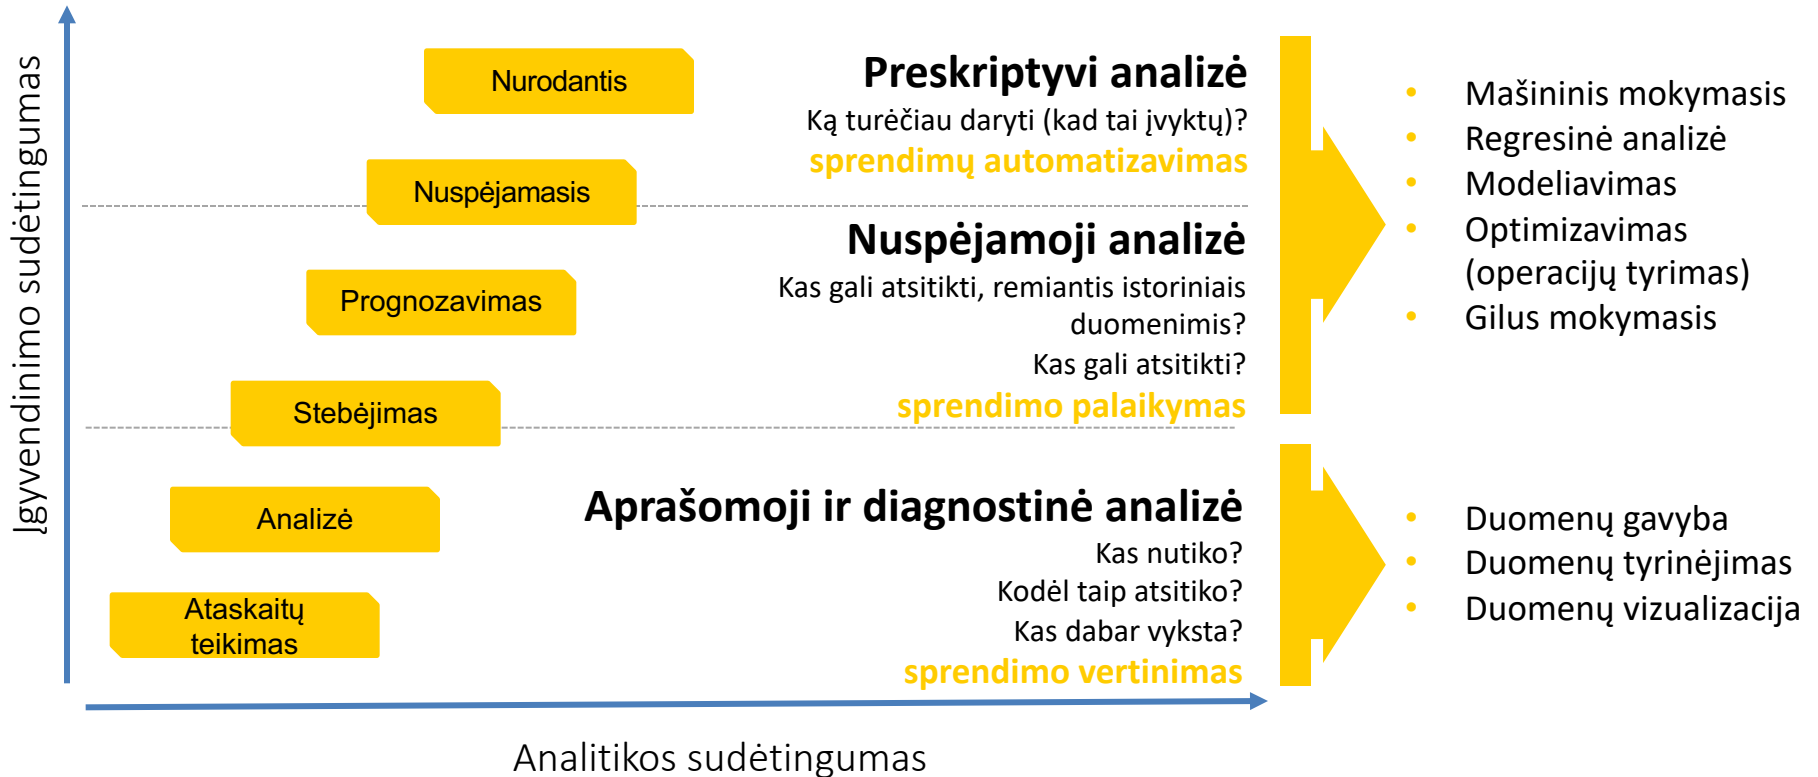 Įgyvendinimo sudėtingumas
Nurodantis
Nuspėjamasis
Prognozavimas
Stebėjimas
Analizė
Ataskaitų
teikimas
Preskriptyvi analizė
Ką turėčiau daryti (kad tai įvyktų)?
sprendimų automatizavimas
Nuspėjamoji analizė
Kas gali atsitikti, remiantis istoriniais
duomenimis?
Kas gali atsitikti?
sprendimo palaikymas
Aprašomoji ir diagnostinė analizė
Kas nutiko?
Kodėl taip atsitiko?
Kas dabar vyksta?
sprendimo vertinimas
• Mašininis mokymasis
• Regresinė analizė
• Modeliavimas
• Optimizavimas
(operacijų tyrimas)
• Gilus mokymasis
• Duomenų gavyba
• Duomenų tyrinėjimas
• Duomenų vizualizacija
Analitikos sudėtingumas